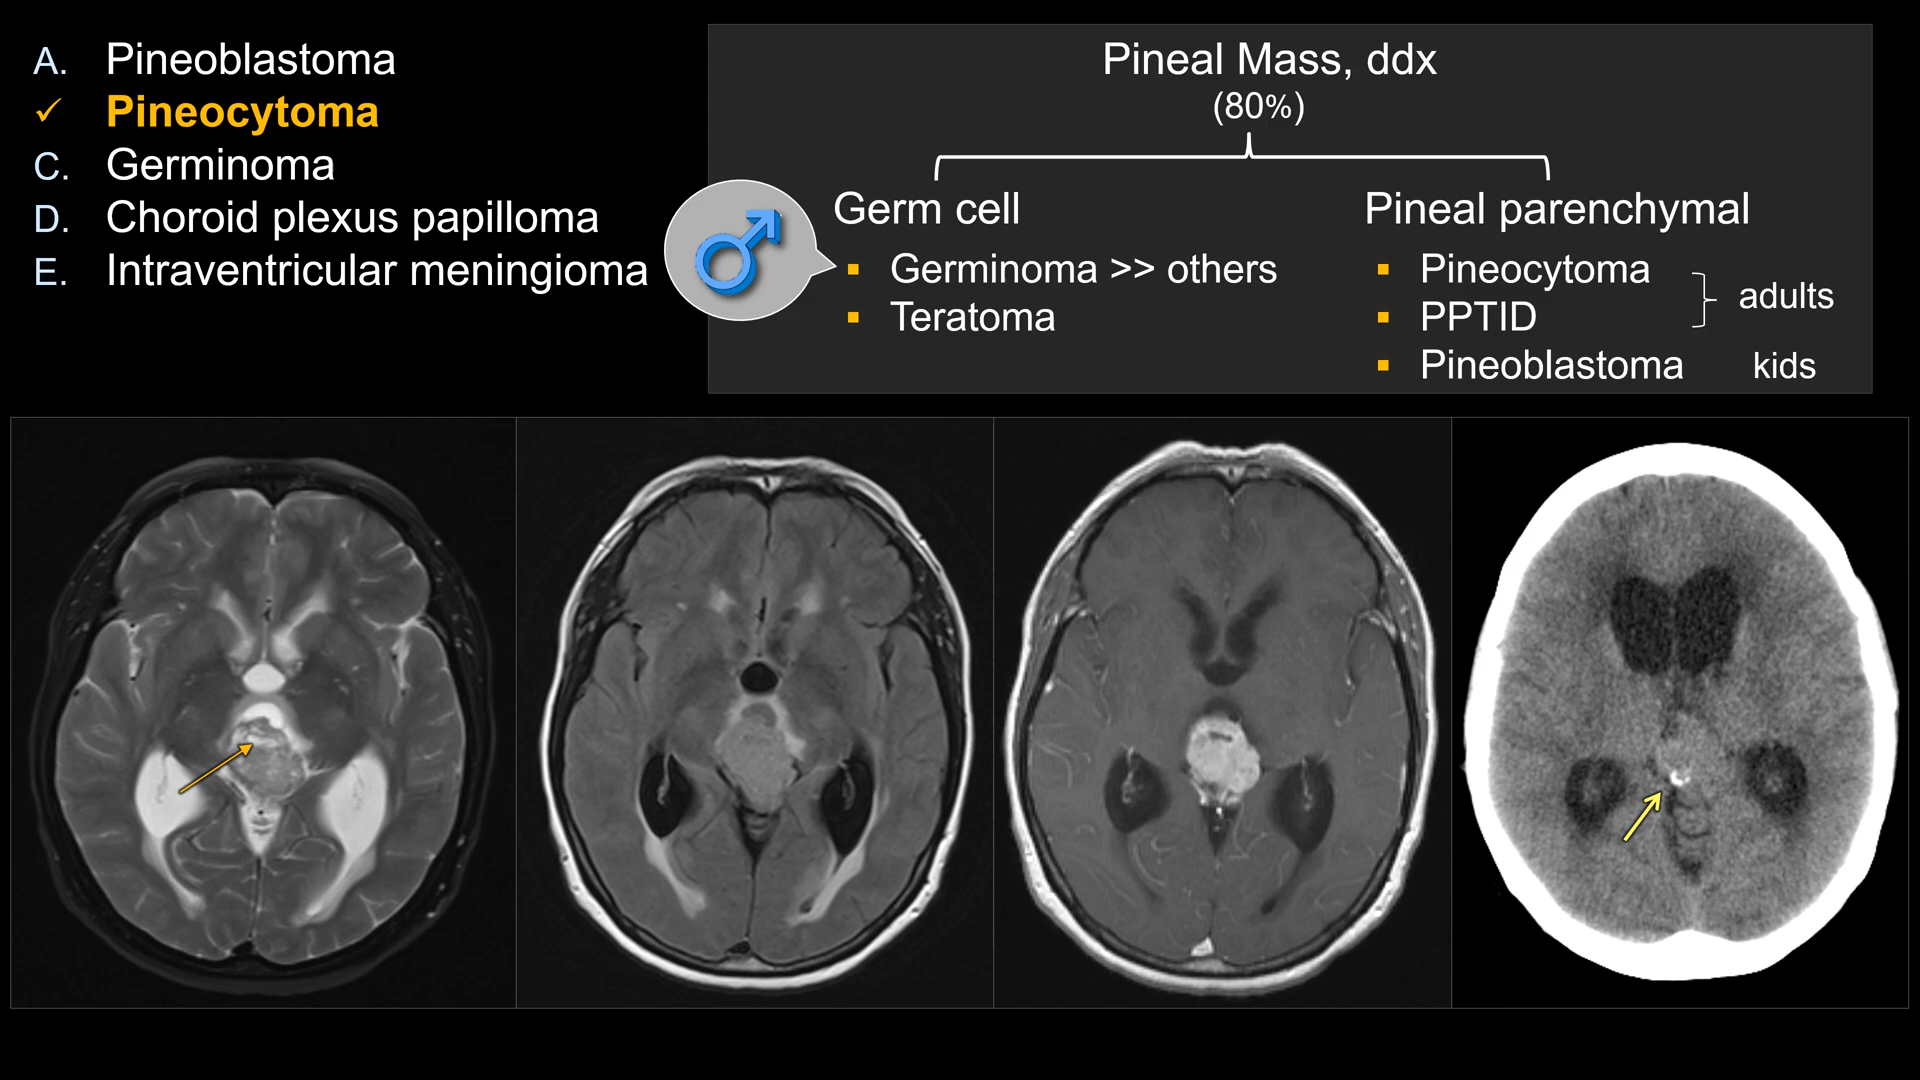 A. Pineoblastoma
✓ Pineocytoma
C. Germinoma
D. Choroid plexus papilloma
E. Intraventricular meningioma
Pineal Mass, ddx
(80%)
Germ cell
▪ Germinoma >> others
▪ Teratoma
Pineal parenchymal
▪ Pineocytoma
▪ PPTID
adults
▪ Pineoblastoma kids